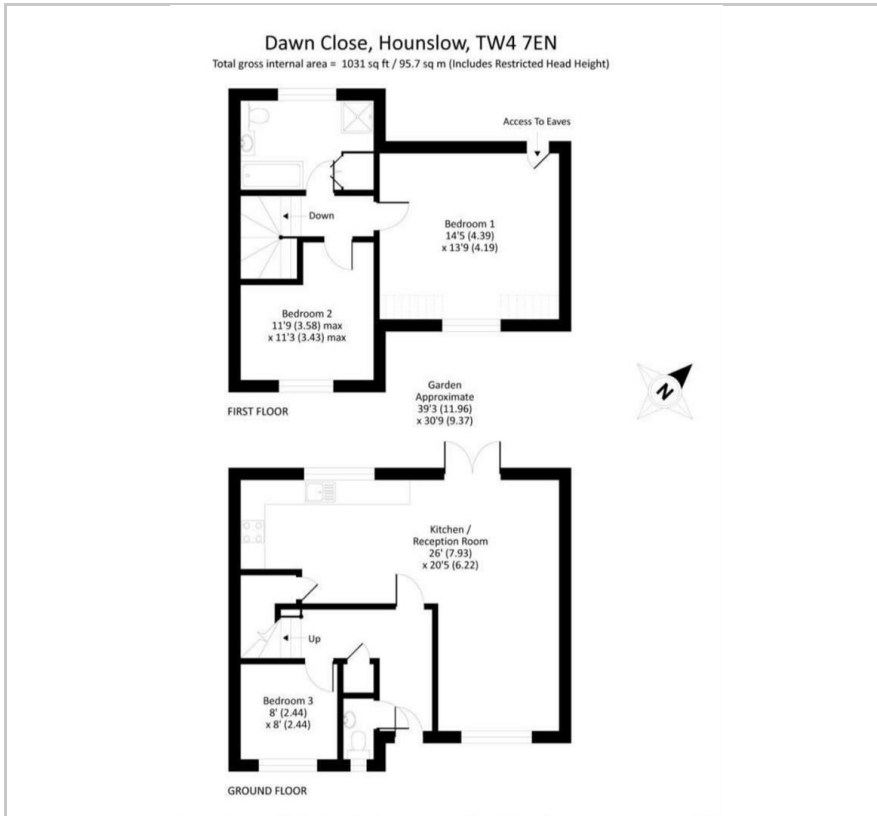 Dawn Close, Hounslow, TW4 7EN
Total gross internal area = 1031 sq ft / 95.7 sq m (Includes Restricted Head Height)
Access To Eaves
Down
Bedroom 1
14'5 (4.39)
x 13'9 (4.19)
Bedroom 2
11'9 (3.58) max
x 11'3 (3.43) max
FIRST FLOOR
Garden
Approximate
39'3 (11.96)
x 30'9 (9.37)
N
Kitchen /
Reception Room
26' (7.93)
x 20'5 (6.22)
Up
Bedroom 3
8' (2.44)
x 8' (2.44)
GROUND FLOOR